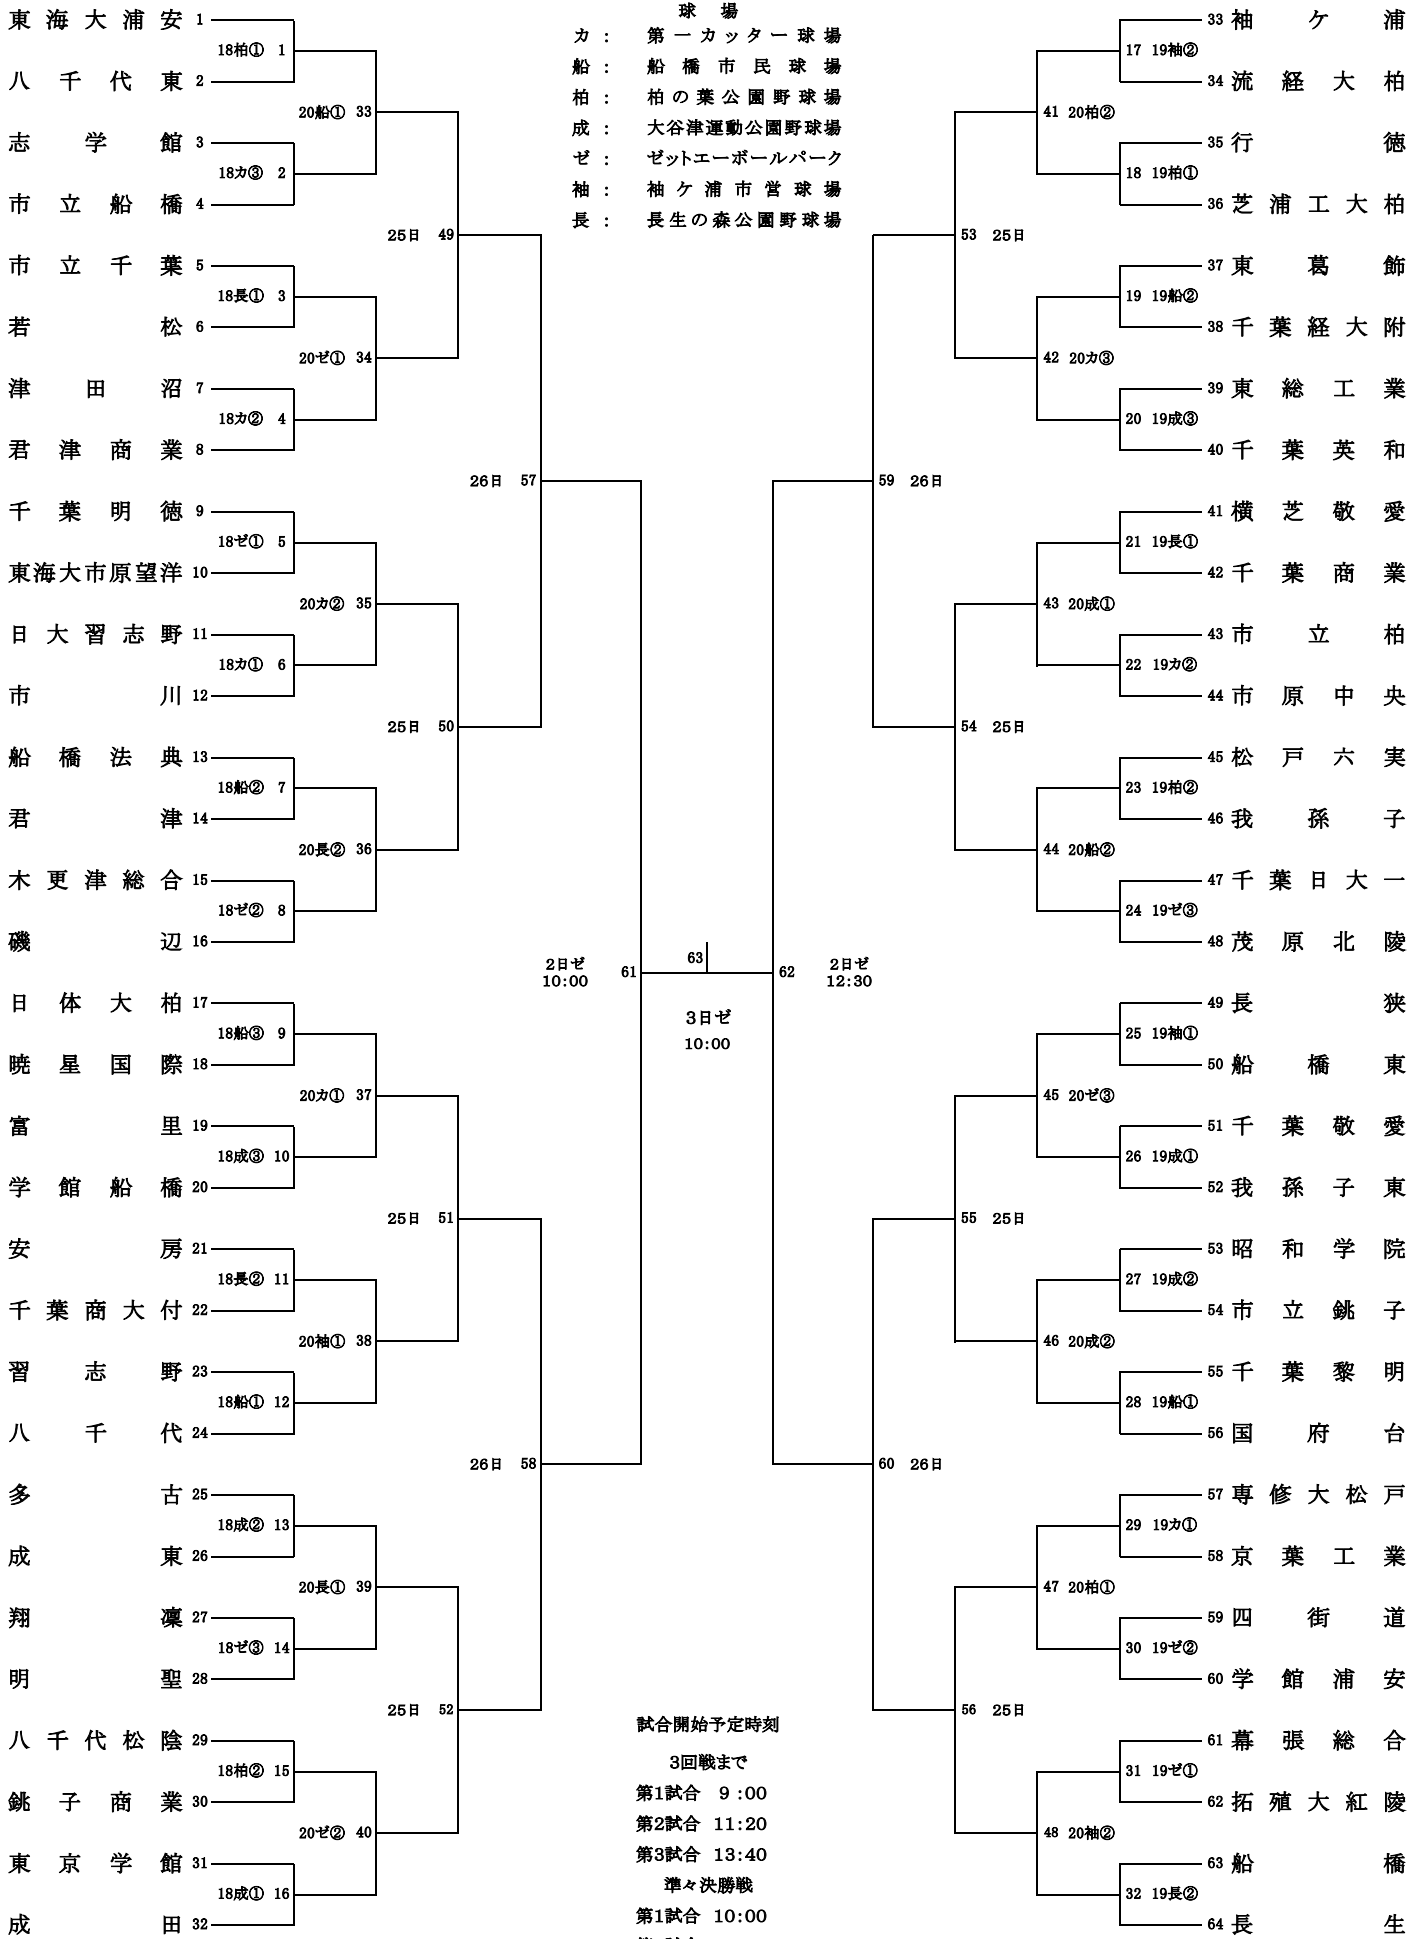 球場
カ： 第一カッター球場
船： 船橋市民球場
柏： 柏の葉公園野球場
成： 大谷津運動公園野球場
ゼ： ゼットエーボールパーク
袖： 袖ケ浦市営球場
長： 長生の森公園野球場
東海大浦安 1
18柏① 1
八千代東 2
20船① 33
志学館 3
18カ③ 2
市立船橋 4
25日 49
市立千葉 5
18長① 3
若松 6
20ゼ① 34
津田沼 7
18カ② 4
君津商業 8
26日 57
千葉明徳 9
18ゼ① 5
東海大市原望洋 10
20カ② 35
日大習志野 11
18カ① 6
市川 12
25日 50
船橋法典 13
18船② 7
君津 14
20長② 36
木更津総合 15
18ゼ② 8
磯辺 16
2日ゼ
10:00
61
日体大柏 17
18船③ 9
暁星国際 18
20カ① 37
富里 19
18成③ 10
学館船橋 20
25日 51
安房 21
18長② 11
千葉商大付 22
20袖① 38
習志野 23
18船① 12
八千代 24
26日 58
多古 25
18成② 13
成東 26
20長① 39
翔凜 27
18ゼ③ 14
明聖 28
25日 52
八千代松陰 29
18柏② 15
銚子商業 30
20ゼ② 40
東京学館 31
18成① 16
成田 32
63
3日ゼ
10:00
33 袖ケ浦
17 19袖②
34 流経大柏
41 20柏②
35 行徳
18 19柏①
36 芝浦工大柏
53 25日
37 東葛飾
19 19船②
38 千葉経大附
42 20カ③
39 東総工業
20 19成③
40 千葉英和
59 26日
41 横芝敬愛
21 19長①
42 千葉商業
43 20成①
43 市立柏
22 19カ②
44 市原中央
54 25日
45 松戸六実
23 19柏②
46 我孫子
44 20船②
47 千葉日大一
24 19ゼ③
48 茂原北陵
62
2日ゼ
12:30
49 長狭
25 19袖①
50 船橋東
45 20ゼ③
51 千葉敬愛
26 19成①
52 我孫子東
55 25日
53 昭和学院
27 19成②
54 市立銚子
46 20成②
55 千葉黎明
28 19船①
56 国府台
60 26日
57 専修大松戸
29 19カ①
58 京葉工業
47 20柏①
59 四街道
30 19ゼ②
60 学館浦安
56 25日
61 幕張総合
31 19ゼ①
62 拓殖大紅陵
48 20袖②
63 船橋
32 19長②
64 長生
試合開始予定時刻
3回戦まで
第1試合 9:00
第2試合 11:20
第3試合 13:40
準々決勝戦
第1試合 10:00